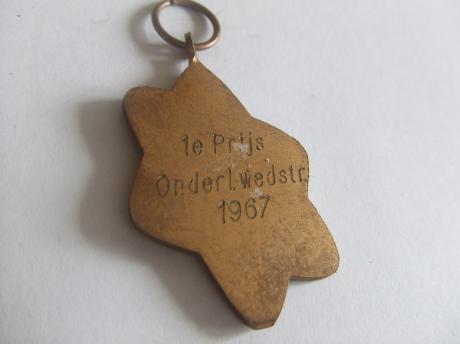 1e Prijs
Onderl.wedstr.
1967